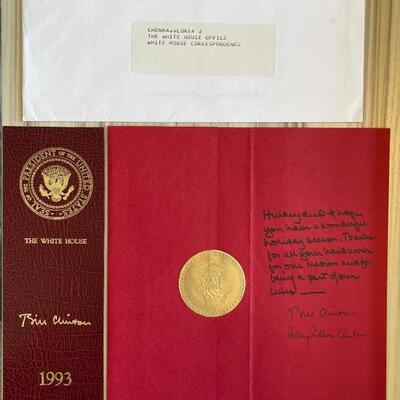 CHONKA,GLORIA J
THE WHITE HOUSE OFFICE
WHITE HOUSE CORRESPONDENCE
SEAL OF THE PRESIDENT OF THE UNITED STATES
THE WHITE HOUSE
Bill Clinton
1993
Hillary and I hope
you have a wonderful
holiday season. Thanks
for all your hard work
for our nation and for
being a part of our
lives
Bill Clinton
Hillary Rodham Clinton